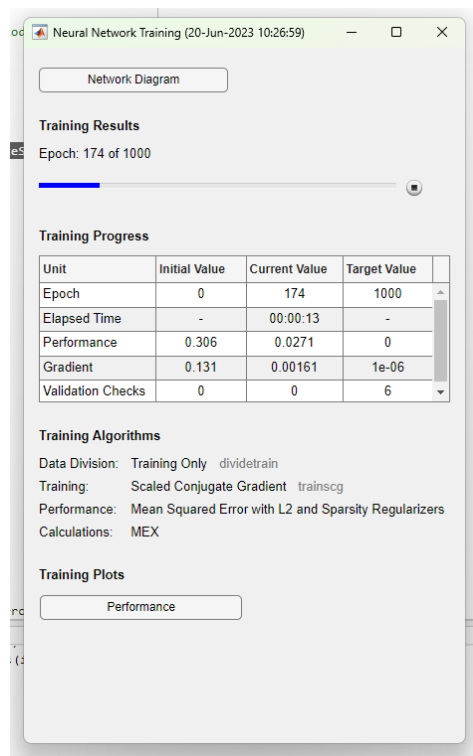 od
Neural Network Training (20-Jun-2023 10:26:59)
Network Diagram
Training Results
eS
Epoch: 174 of 1000
Training Progress
Unit Initial Value Current Value Target Value
Epoch 0 174 1000
Elapsed Time - 00:00:13 -
Performance 0.306 0.0271 0
Gradient 0.131 0.00161 1e-06
Validation Checks 0 0 6
Training Algorithms
Data Division: Training Only dividetrain
Training: Scaled Conjugate Gradient trainscg
Performance: Mean Squared Error with L2 and Sparsity Regularizers
Calculations: MEX
Training Plots
Performance